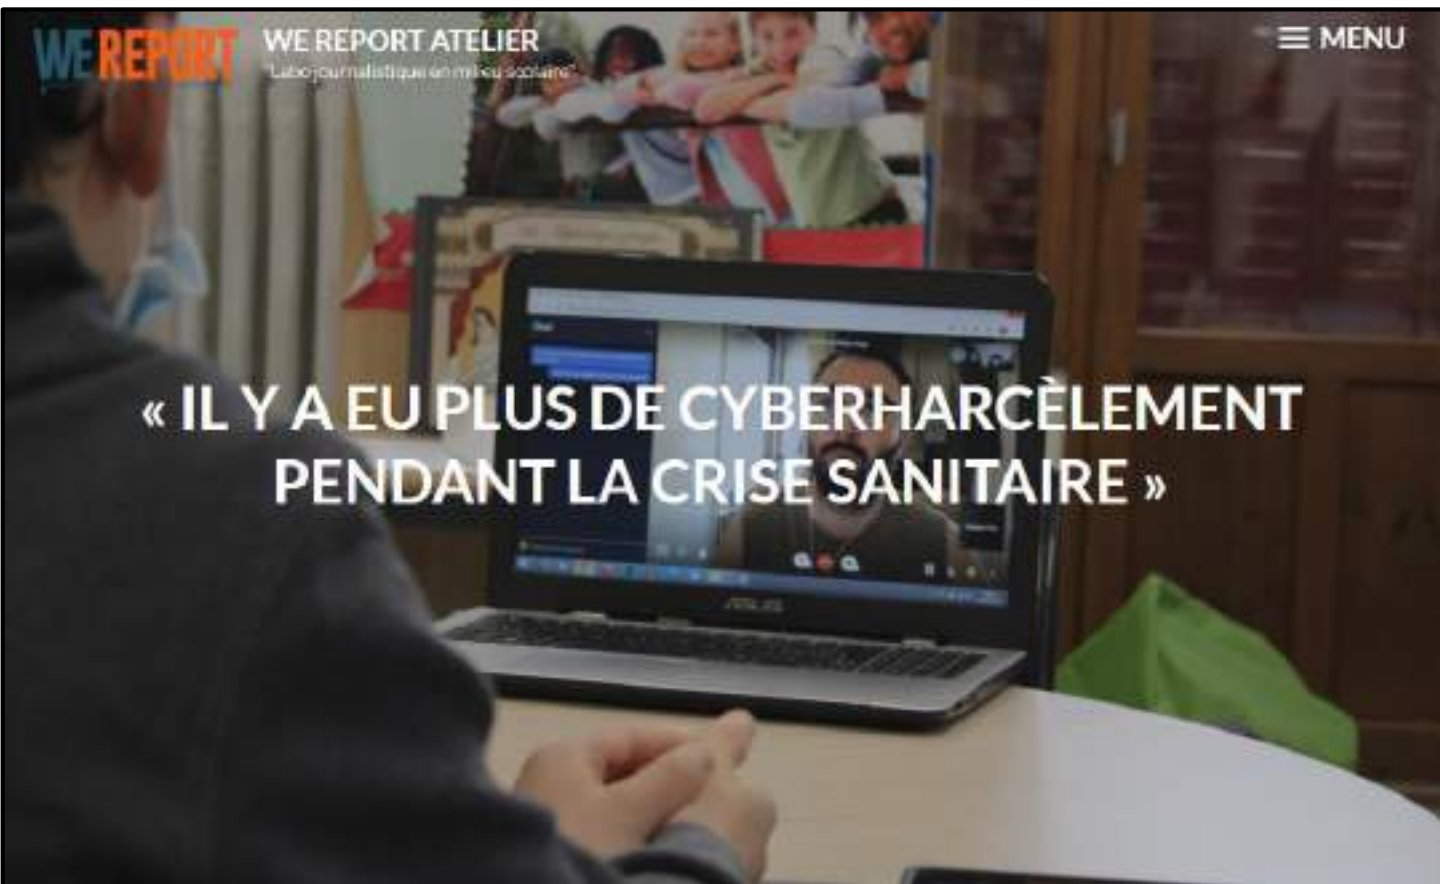 WE REPORT
WE REPORT ATELIER
"Labo journalistique en milieu scolaire"
MENU
« IL Y A EU PLUS DE CYBERHARCÈLEMENT
PENDANT LA CRISE SANITAIRE »
ASUS